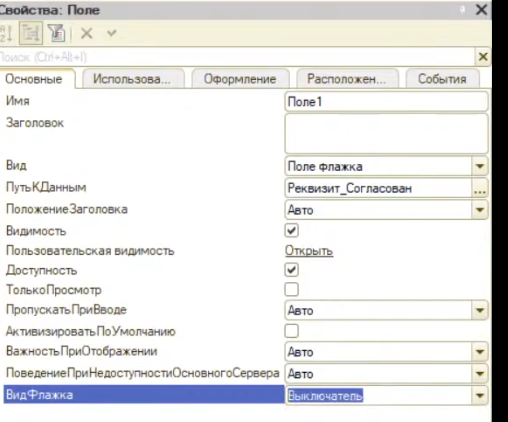 Свойства: Поле
Поиск (Ctrl+Alt+I)
Основные Использова... Оформление Расположен... События
Имя Поле1
Заголовок
Вид Поле флажка
ПутьКДанным Реквизит_Согласован ...
ПоложениеЗаголовка Авто
Видимость
Пользовательская видимость Открыть
Доступность
ТолькоПросмотр
ПропускатьПриВводе Авто
АктивизироватьПоУмолчанию
ВажностьПриОтображении Авто
ПоведениеПриНедоступностиОсновногоСервера Авто
ВидФлажка Выключатель